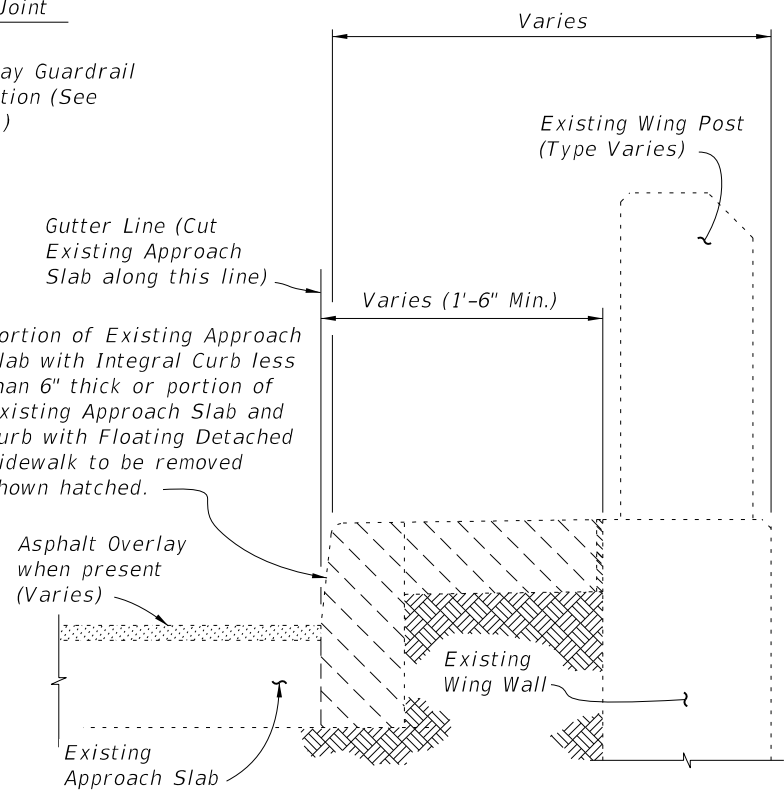 Joint
Varies
ay Guardrail
tion (See
)
Existing Wing Post
(Type Varies)
Gutter Line (Cut
Existing Approach
Slab along this line)
Varies (1'-6" Min.)
ortion of Existing Approach
lab with Integral Curb less
han 6" thick or portion of
xisting Approach Slab and
urb with Floating Detached
idewalk to be removed
hown hatched.
Asphalt Overlay
when present
(Varies)
Existing
Wing Wall
Existing
Approach Slab